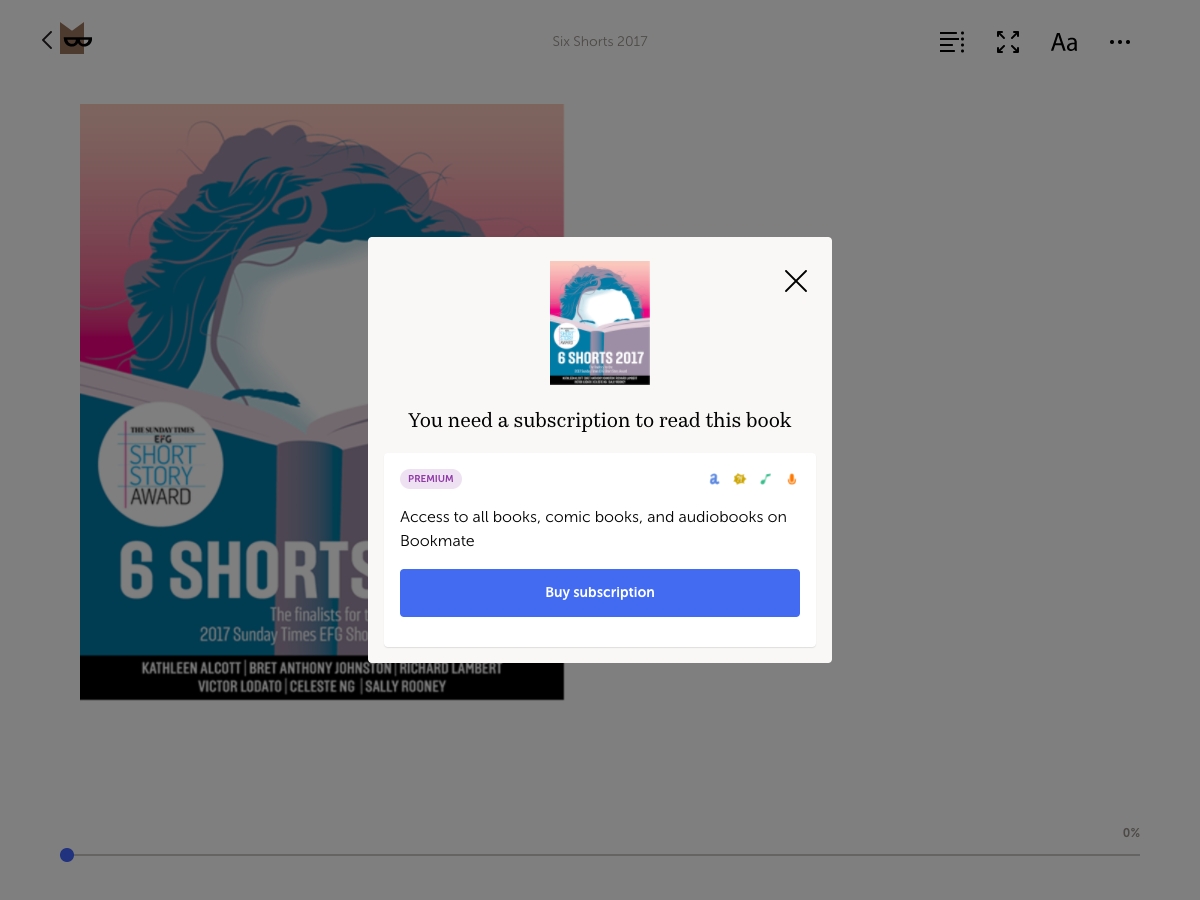 Six Shorts 2017
Aa
THE SUNDAY TIMES
EFG
SHORT
STORY
AWARD
6 SHORTS
The finalists for t
2017 Sunday Times EFG Sho
KATHLEEN ALCOTT | BRET ANTHONY JOHNSTON | RICHARD LAMBERT
VICTOR LODATO | CELESTE NG | SALLY ROONEY
6 SHORTS 2017
You need a subscription to read this book
PREMIUM
Access to all books, comic books, and audiobooks on
Bookmate
Buy subscription
0%